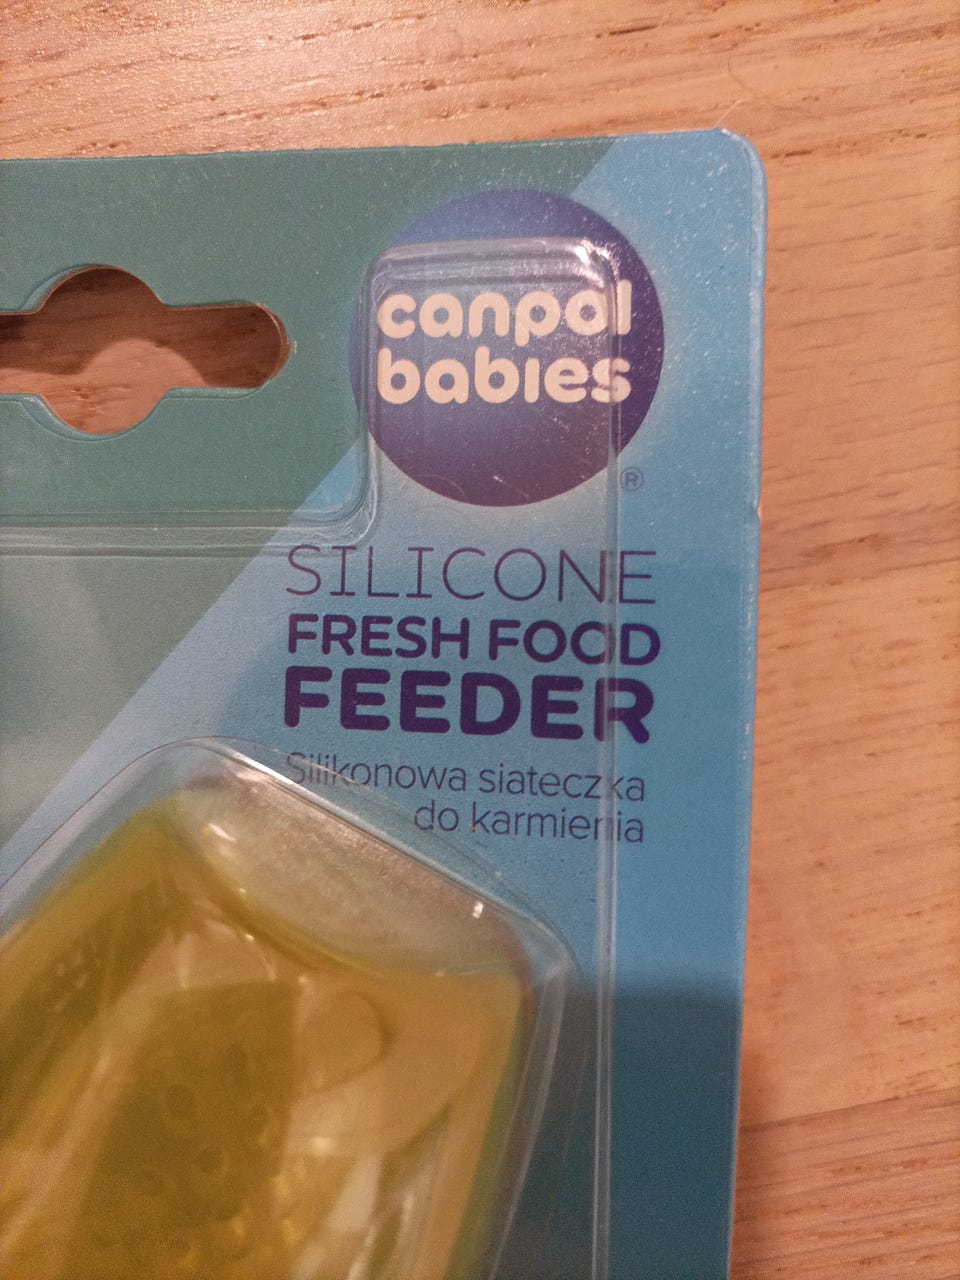 canpol
babies
®
SILICONE
FRESH FOOD
FEEDER
Silikonowa siateczka
do karmienia